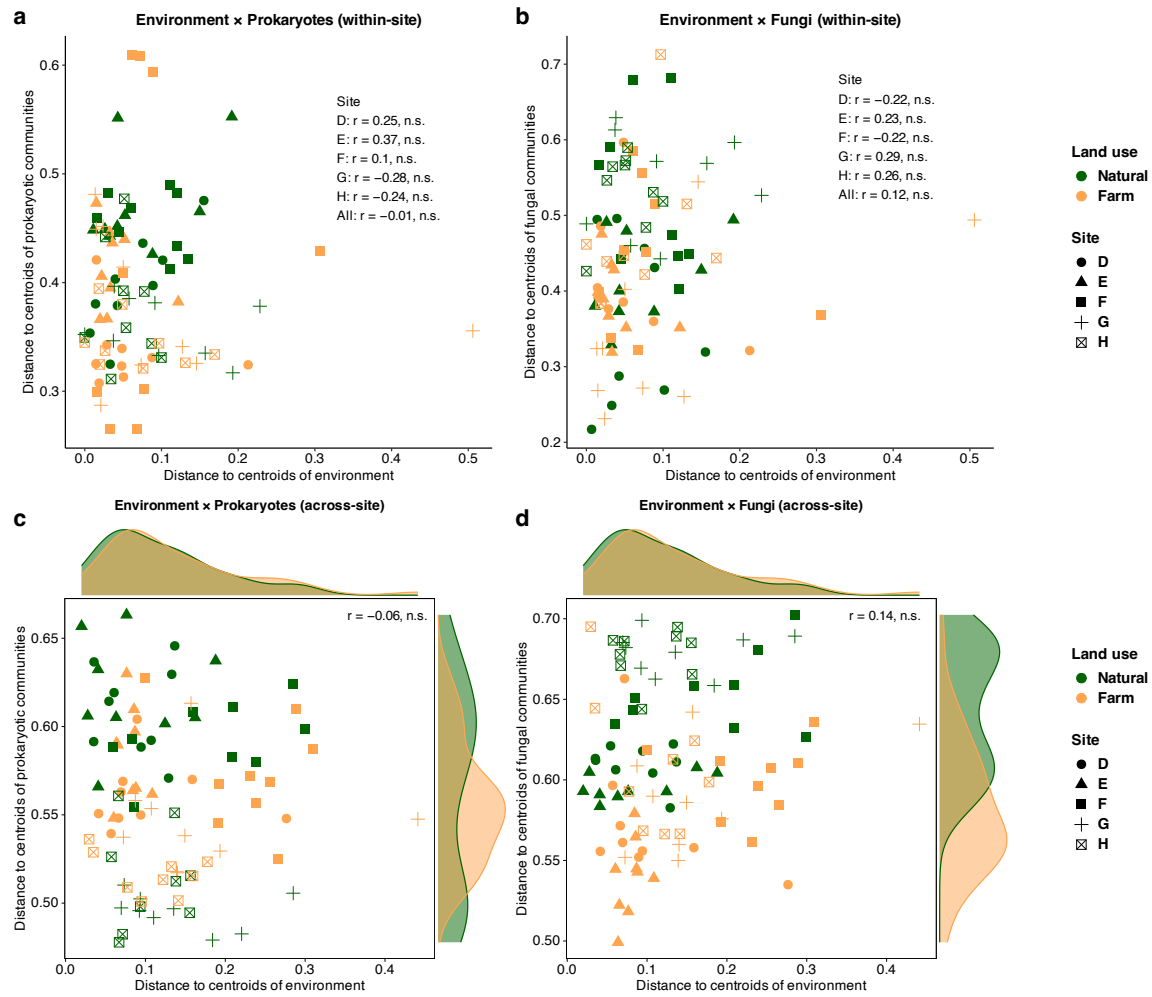 a
Environment × Prokaryotes (within-site)
Distance to centroids of prokaryotic communities
0.6
0.5
0.4
0.3
Site
D: r = 0.25, n.s.
E: r = 0.37, n.s.
F: r = 0.1, n.s.
G: r = −0.28, n.s.
H: r = −0.24, n.s.
All: r = −0.01, n.s.
0.0 0.1 0.2 0.3 0.4 0.5
Distance to centroids of environment
b
Environment × Fungi (within-site)
Distance to centroids of fungal communities
0.7
0.6
0.5
0.4
0.3
0.2
Site
D: r = −0.22, n.s.
E: r = 0.23, n.s.
F: r = −0.22, n.s.
G: r = 0.29, n.s.
H: r = 0.26, n.s.
All: r = 0.12, n.s.
0.0 0.1 0.2 0.3 0.4 0.5
Distance to centroids of environment
Land use
Natural
Farm
Site
D
E
F
G
H
c
Environment × Prokaryotes (across-site)
r = −0.06, n.s.
Distance to centroids of prokaryotic communities
0.65
0.60
0.55
0.50
0.0 0.1 0.2 0.3 0.4
Distance to centroids of environment
d
Environment × Fungi (across-site)
r = 0.14, n.s.
Distance to centroids of fungal communities
0.70
0.65
0.60
0.55
0.50
0.0 0.1 0.2 0.3 0.4
Distance to centroids of environment
Land use
Natural
Farm
Site
D
E
F
G
H